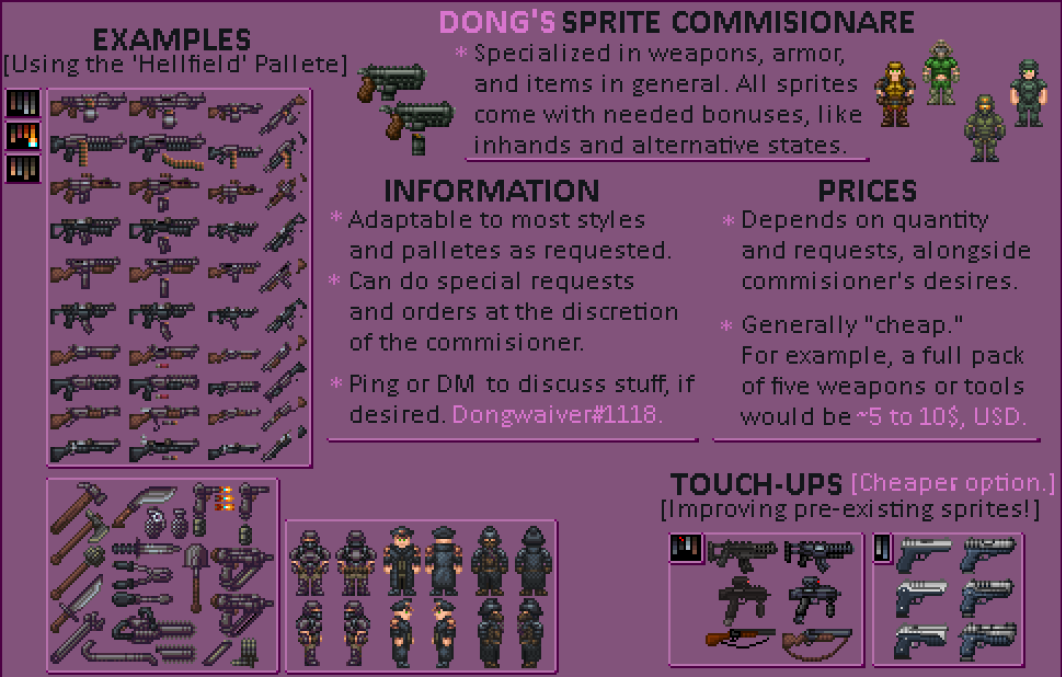 DONG'S SPRITE COMMISIONARE
* Specialized in weapons, armor,
and items in general. All sprites
come with needed bonuses, like
inhands and alternative states.
EXAMPLES
[Using the 'Hellfield' Pallete]
INFORMATION
* Adaptable to most styles
and palletes as requested.
* Can do special requests
and orders at the discretion
of the commisioner.
* Ping or DM to discuss stuff, if
desired. Dongwaiver#1118.
PRICES
* Depends on quantity
and requests, alongside
commisioner's desires.
* Generally "cheap."
For example, a full pack
of five weapons or tools
would be ~5 to 10$, USD.
TOUCH-UPS [Cheaper option.]
[Improving pre-existing sprites!]